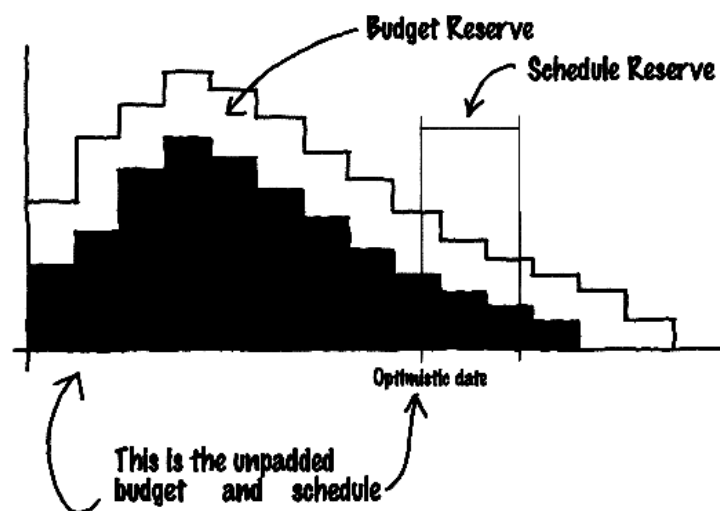 Budget Reserve
Schedule Reserve
Optimistic date
This is the unpadded
budget and schedule